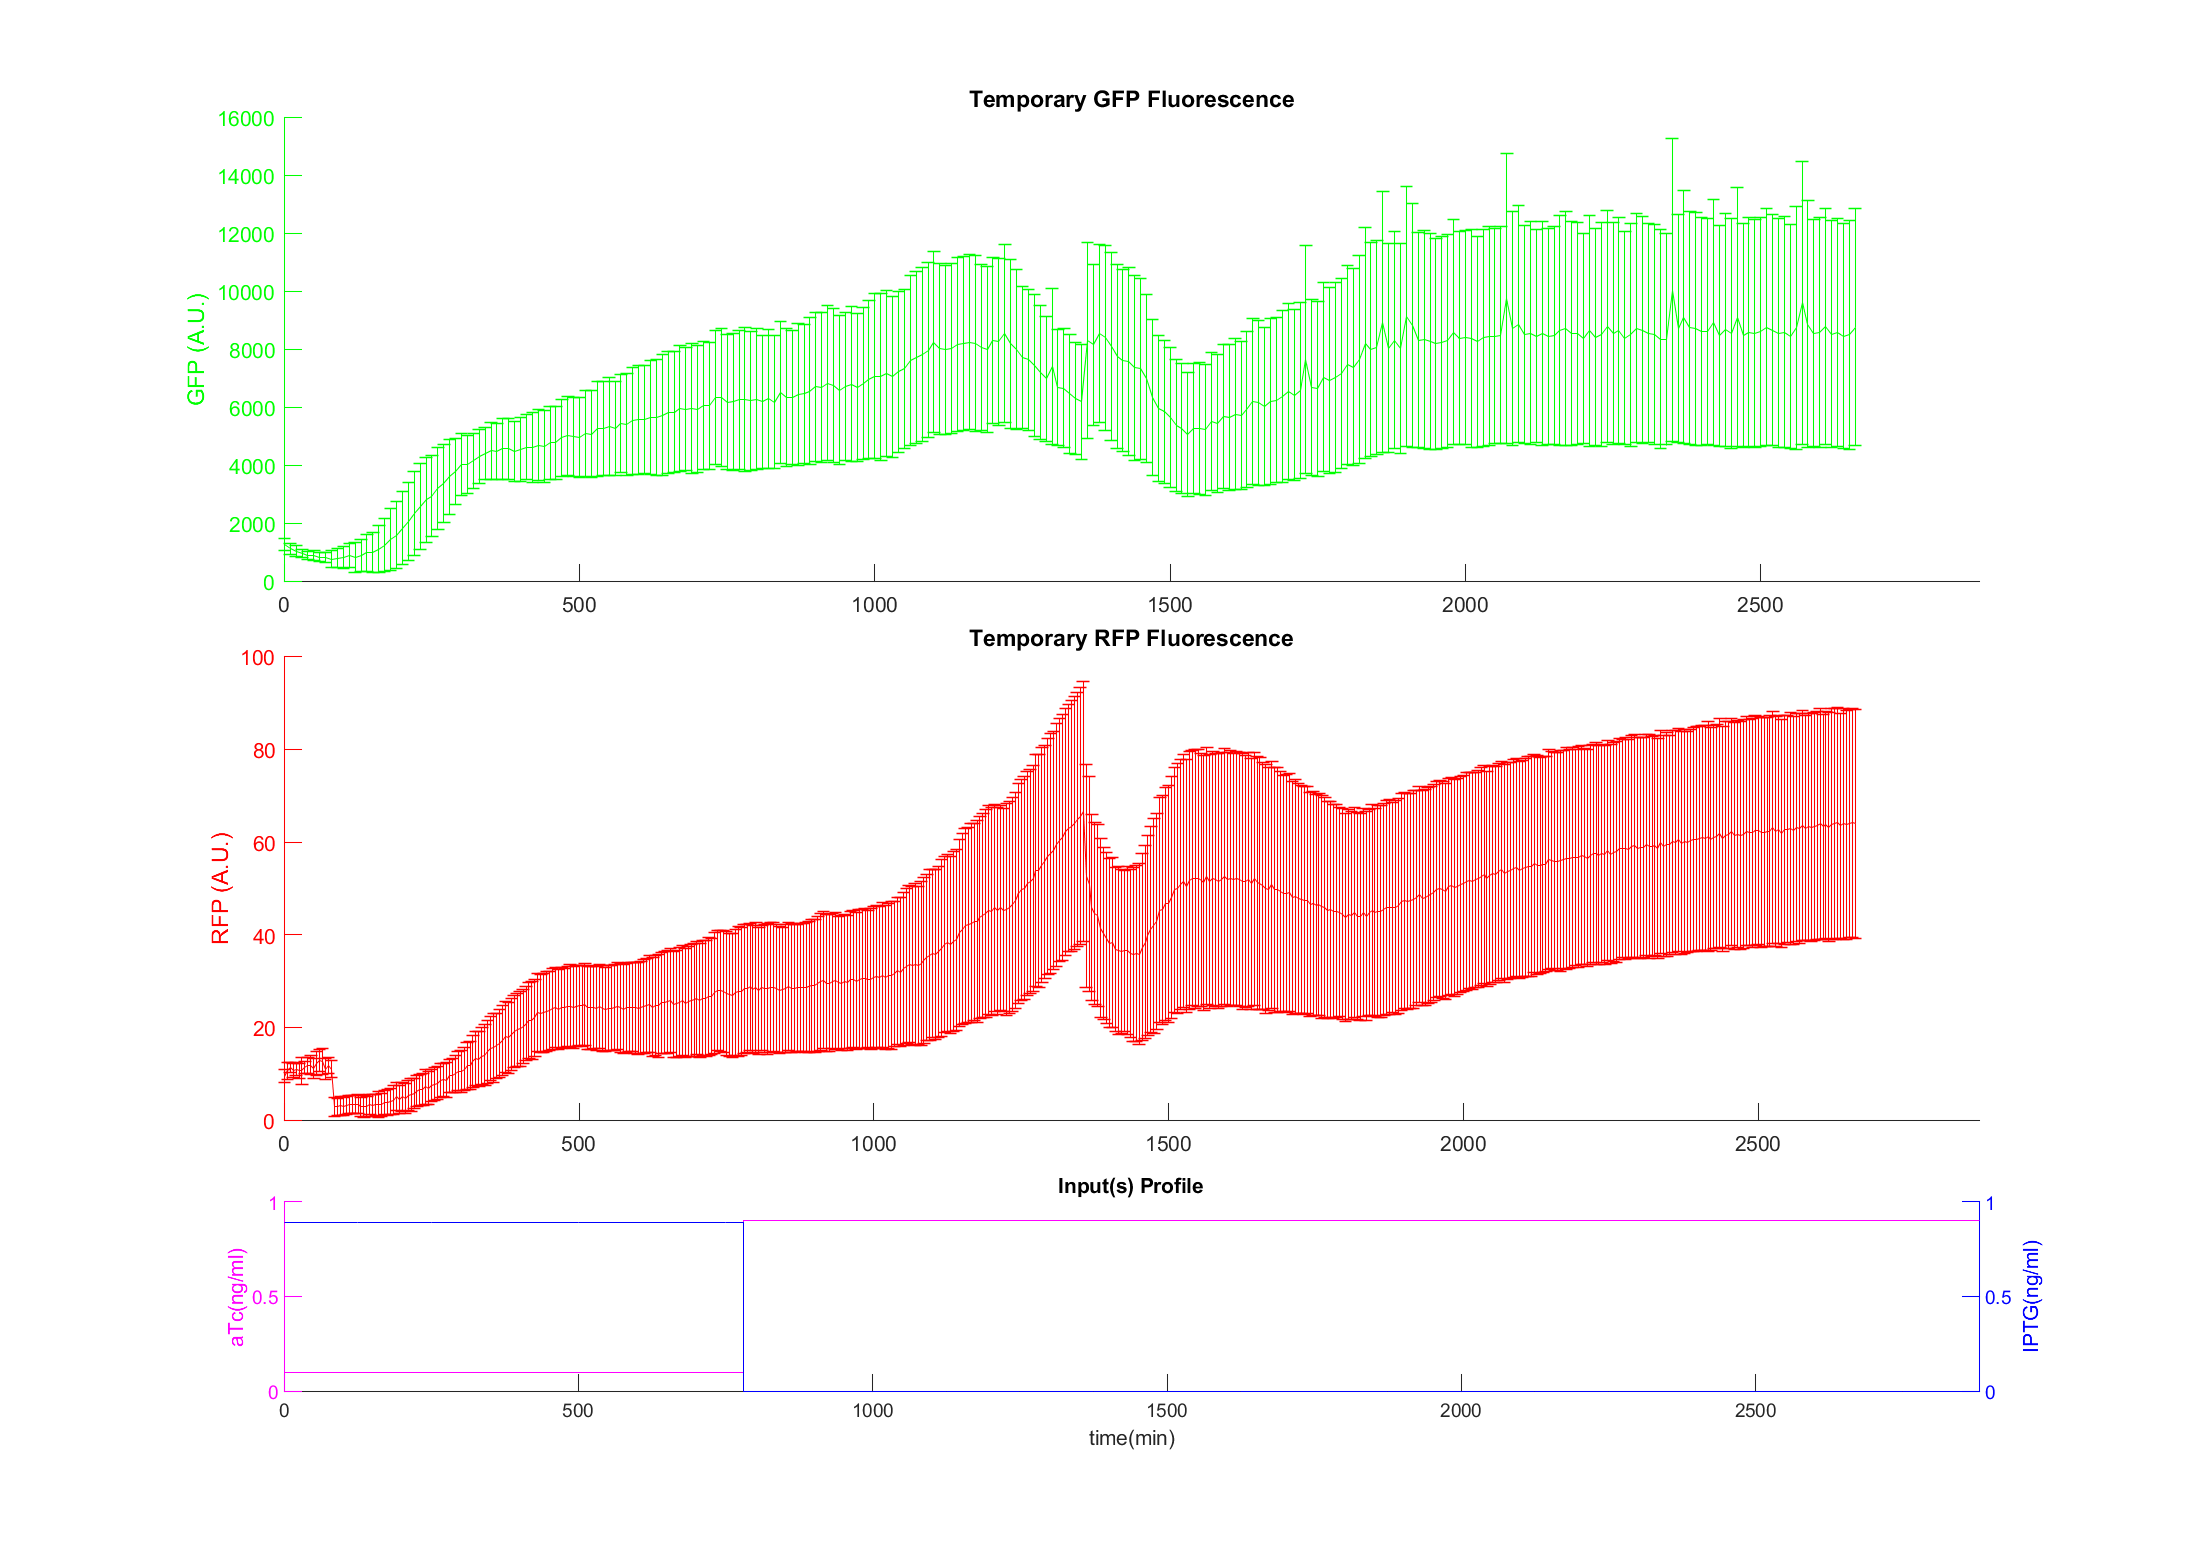 Temporary GFP Fluorescence
GFP (A.U.)
16000
14000
12000
10000
8000
6000
4000
2000
0
0 500 1000 1500 2000 2500
Temporary RFP Fluorescence
RFP (A.U.)
100
80
60
40
20
0
0 500 1000 1500 2000 2500
Input(s) Profile
aTc(ng/ml)
1
0.5
0
IPTG(ng/ml)
1
0.5
0
0 500 1000 1500 2000 2500
time(min)